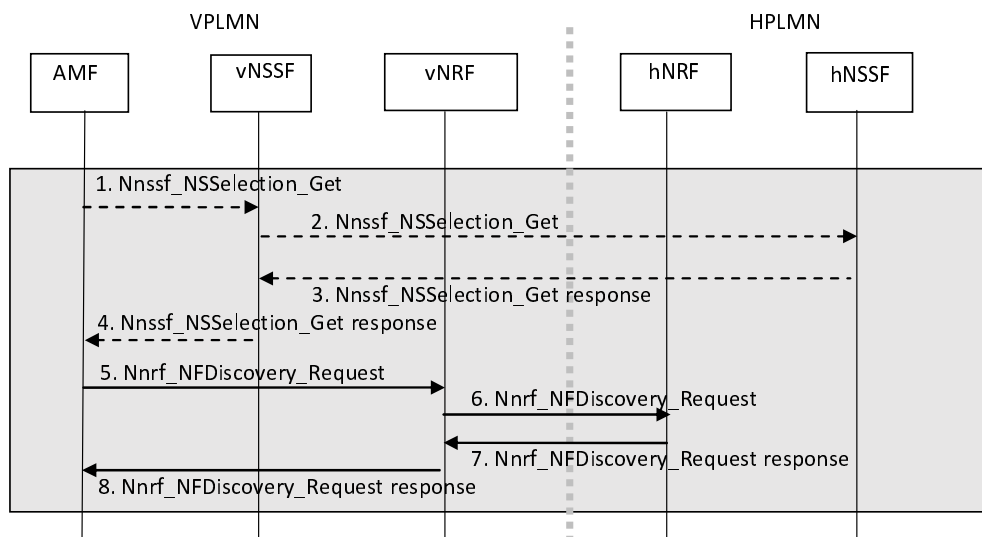 VPLMN
HPLMN
AMF
vNSSF
vNRF
hNRF
hNSSF
1. Nnssf_NSSelection_Get
2. Nnssf_NSSelection_Get
3. Nnssf_NSSelection_Get response
4. Nnssf_NSSelection_Get response
5. Nnrf_NFDiscovery_Request
6. Nnrf_NFDiscovery_Request
7. Nnrf_NFDiscovery_Request response
8. Nnrf_NFDiscovery_Request response